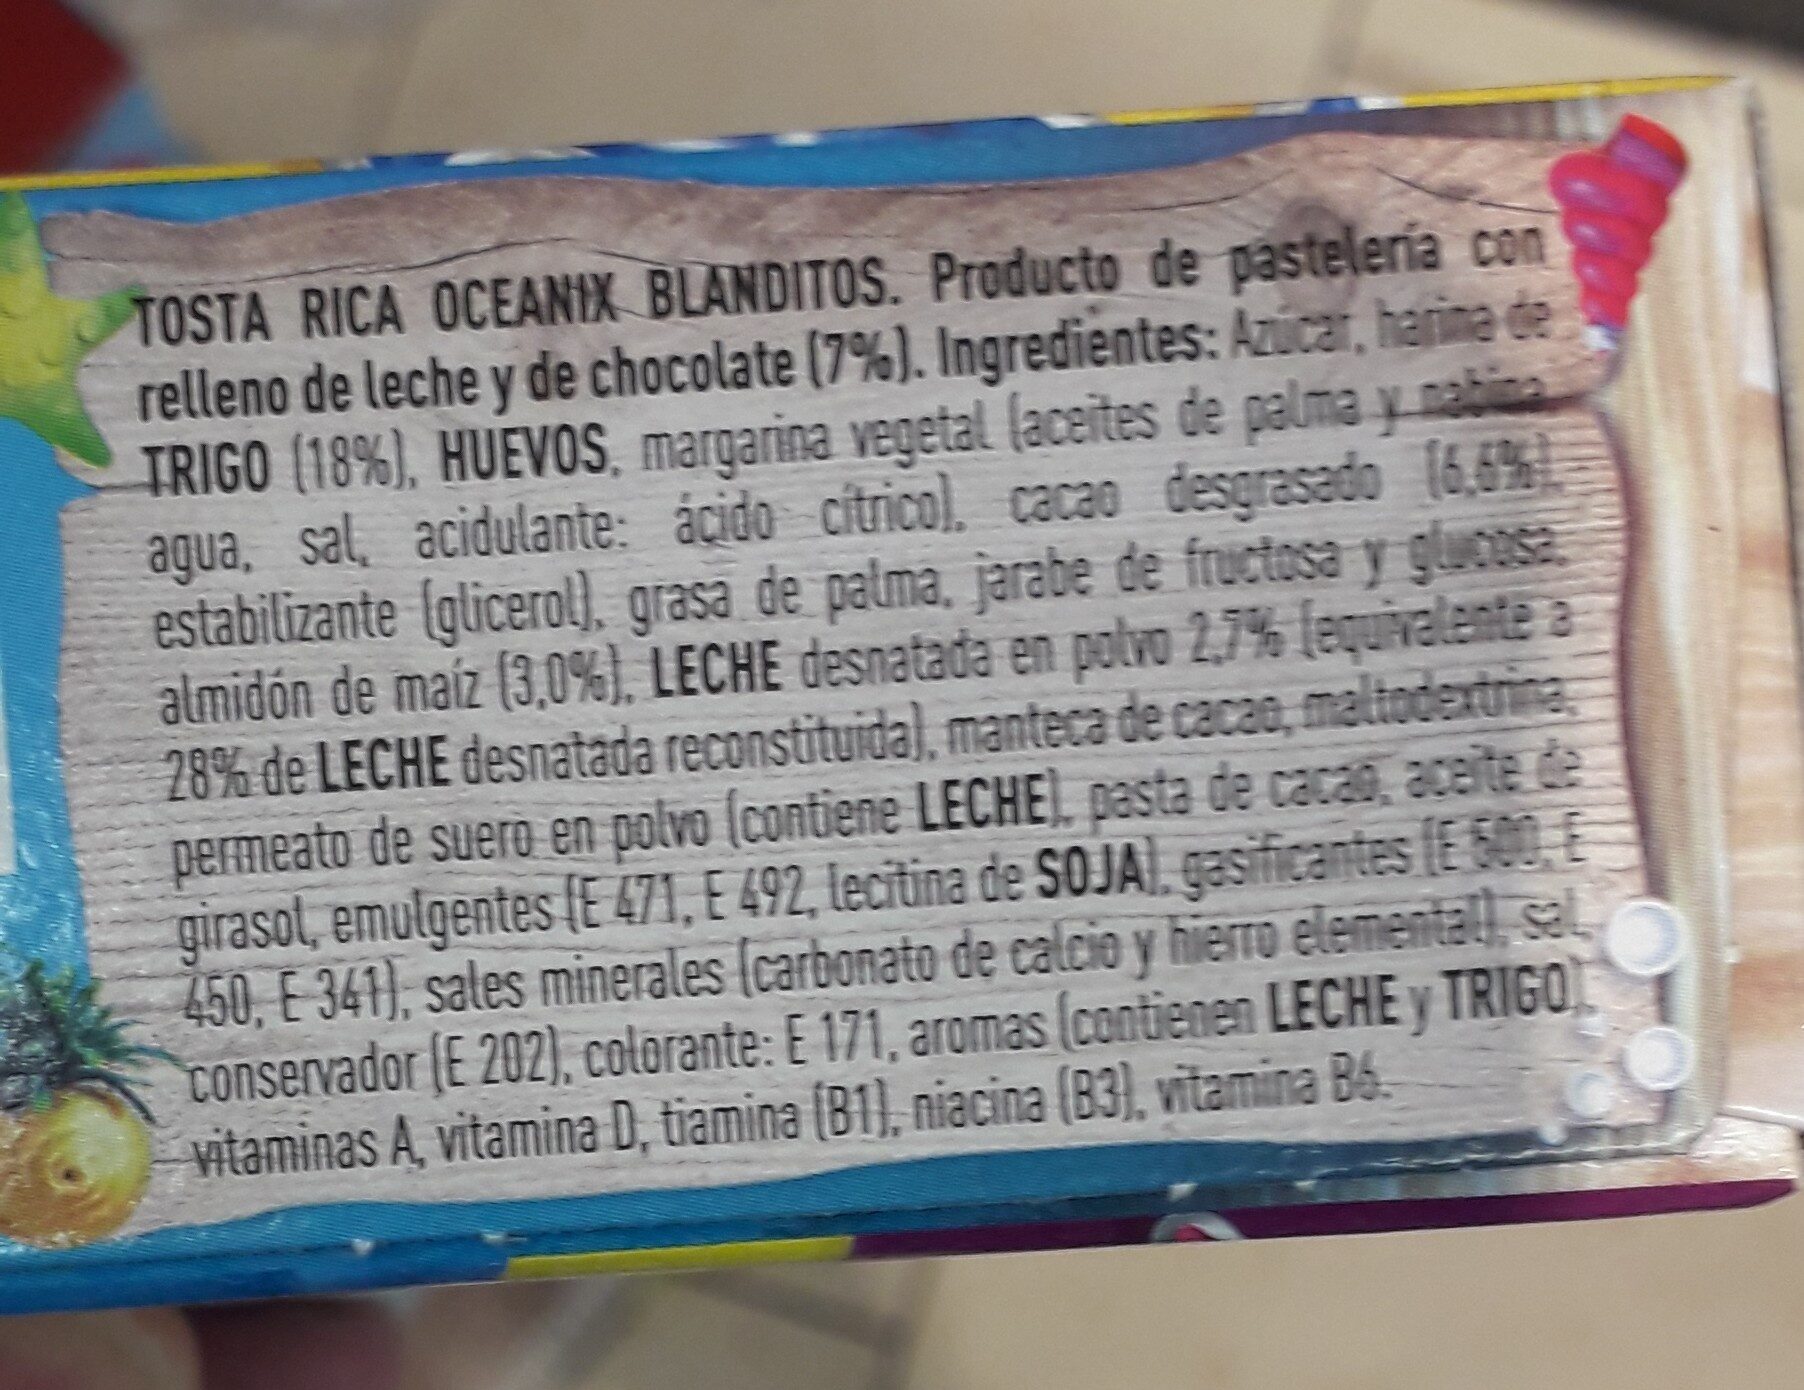 TOSTA RICA OCEANIX BLANDITOS. Producto de pastelería con
relleno de leche y de chocolate (7%). Ingredientes: Azúcar, harina de
TRIGO (18%), HUEVOS, margarina vegetal (aceites de palma y nabina,
agua, sal, acidulante: ácido cítrico), cacao desgrasado (6,6%),
estabilizante (glicerol), grasa de palma, jarabe de fructosa y glucosa,
almidón de maíz (3,0%), LECHE desnatada en polvo 2,7% (equivalente a
28% de LECHE desnatada reconstituida), manteca de cacao, maltodextrina,
permeato de suero en polvo (contiene LECHE), pasta de cacao, aceite de
girasol, emulgentes (E 471, E 492, lecitina de SOJA), gasificantes (E 500, E
450, E 341), sales minerales (carbonato de calcio y hierro elemental), sal,
conservador (E 202), colorante: E 171, aromas (contienen LECHE y TRIGO),
vitaminas A, vitamina D, tiamina (B1), niacina (B3), vitamina B6.